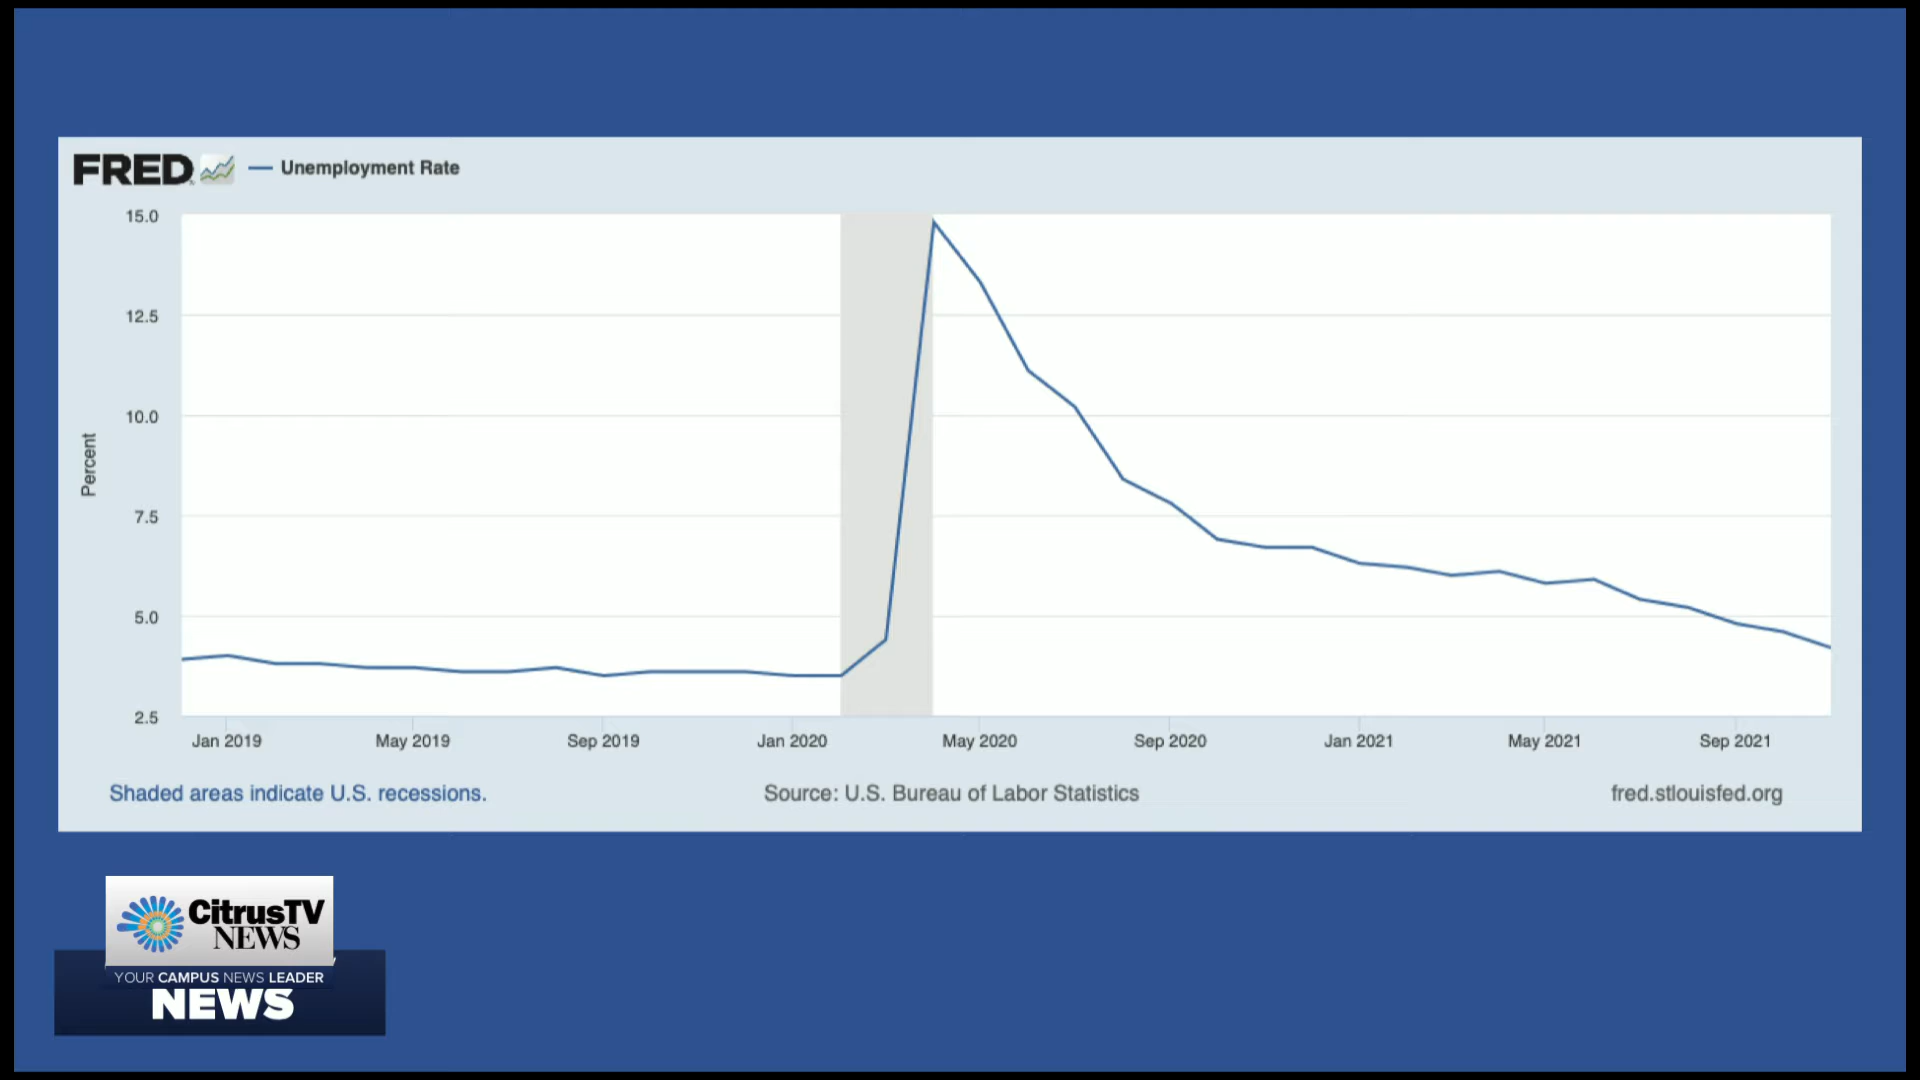 FRED
Unemployment Rate
15.0
12.5
10.0
7.5
5.0
2.5
Percent
Jan 2019
May 2019
Sep 2019
Jan 2020
May 2020
Sep 2020
Jan 2021
May 2021
Sep 2021
Shaded areas indicate U.S. recessions.
Source: U.S. Bureau of Labor Statistics
fred.stlouisfed.org
CitrusTV
NEWS
YOUR CAMPUS NEWS LEADER
NEWS